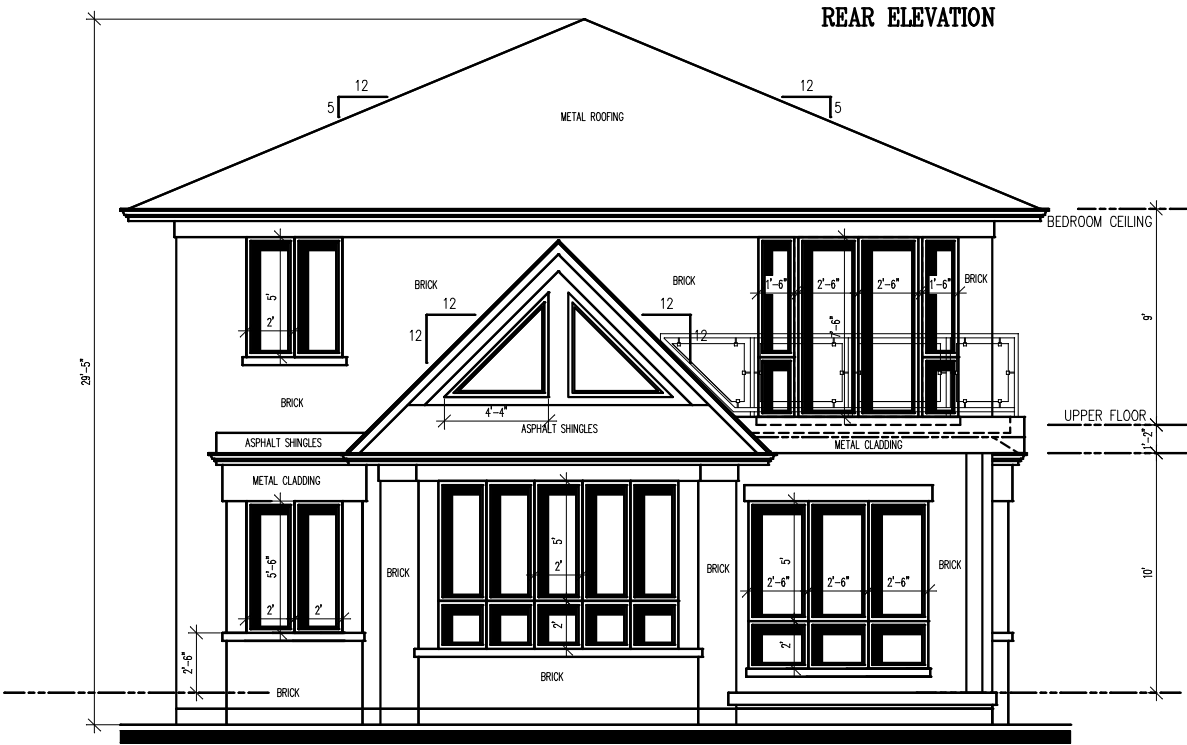 REAR ELEVATION
12
5
12
5
METAL ROOFING
BEDROOM CEILING
BRICK
BRICK
BRICK
5'
2'
1'-6"
2'-6"
2'-6"
1'-6"
7'-6"
12
12
12
12
9'
29'-5"
BRICK
4'-4"
ASPHALT SHINGLES
UPPER FLOOR
ASPHALT SHINGLES
METAL CLADDING
1'-2"
METAL CLADDING
5'-6"
2'
2'
BRICK
5'
2'
2'
BRICK
5'
2'-6"
2'-6"
2'-6"
2'
BRICK
10'
2'-6"
BRICK
BRICK